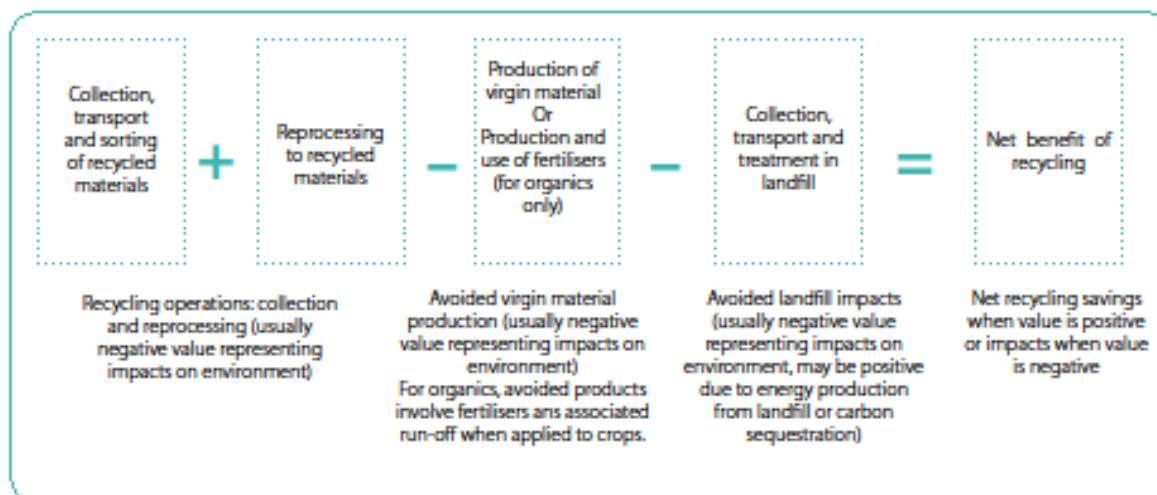 Collection,
transport
and sorting
of recycled
materials
+
Reprocessing
to recycled
materials
−
Production of
virgin material
Or
Production and
use of fertilisers
(for organics
only)
−
Collection,
transport and
treatment in
landfill
=
Net benefit of
recycling
Recycling operations: collection
and reprocessing (usually
negative value representing
impacts on environment)
Avoided virgin material
production (usually negative
value representing impacts on
environment)
For organics, avoided products
involve fertilisers ans associated
run-off when applied to crops.
Avoided landfill impacts
(usually negative value
representing impacts on
environment, may be positive
due to energy production
from landfill or carbon
sequestration)
Net recycling savings
when value is positive
or impacts when value
is negative